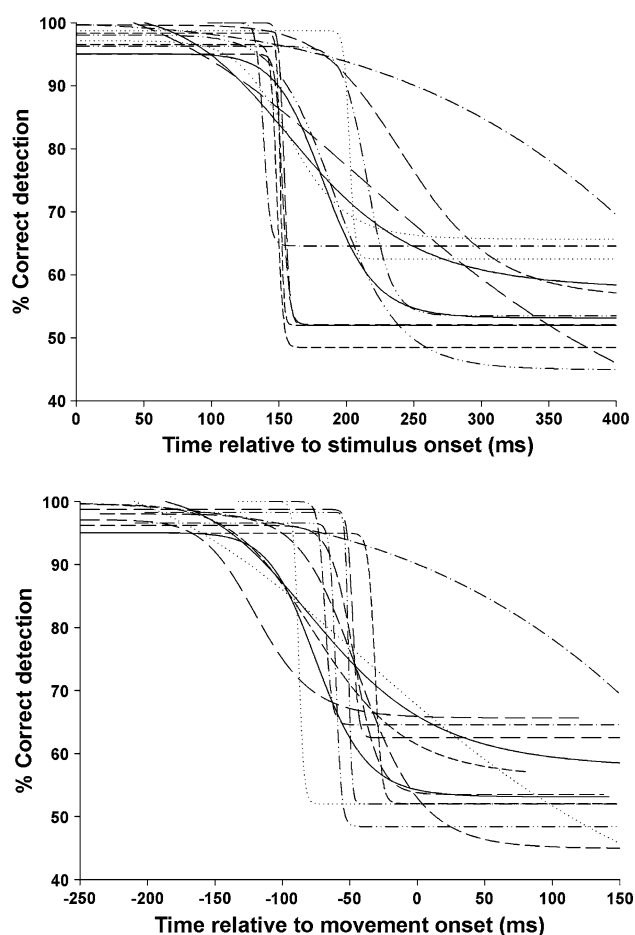 100
90
80
70
60
50
40
% Correct detection
0 50 100 150 200 250 300 350 400
Time relative to stimulus onset (ms)
100
90
80
70
60
50
40
% Correct detection
-250 -200 -150 -100 -50 0 50 100 150
Time relative to movement onset (ms)